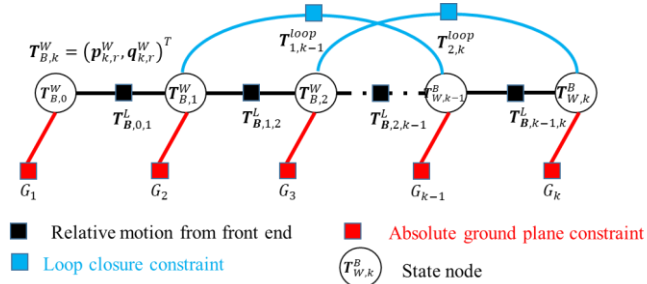 T^W_{B,k} = (p^W_{k,r}, q^W_{k,r})^T
T^{loop}_{1,k−1}
T^{loop}_{2,k}
T^W_{B,0} T^W_{B,1} T^W_{B,2} T^B_{W,k−1} T^B_{W,k}
T^L_{B,0,1} T^L_{B,1,2} T^L_{B,2,k−1} T^L_{B,k−1,k}
G_1 G_2 G_3 G_{k−1} G_k
Relative motion from front end Absolute ground plane constraint
Loop closure constraint T^B_{W,k} State node